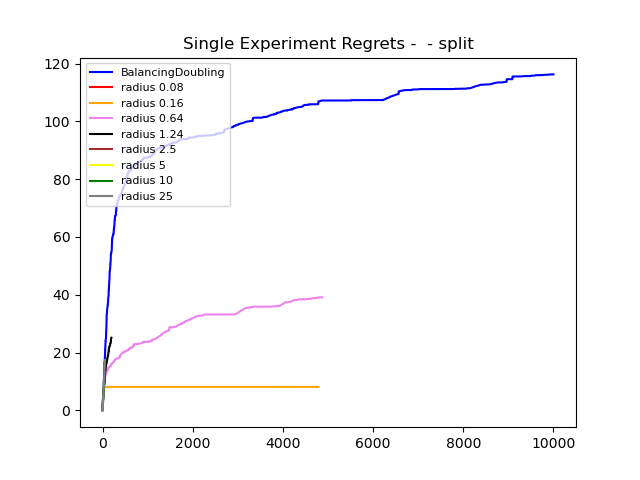 Single Experiment Regrets -  - split
120
100
80
60
40
20
0
BalancingDoubling
radius 0.08
radius 0.16
radius 0.64
radius 1.24
radius 2.5
radius 5
radius 10
radius 25
0 2000 4000 6000 8000 10000